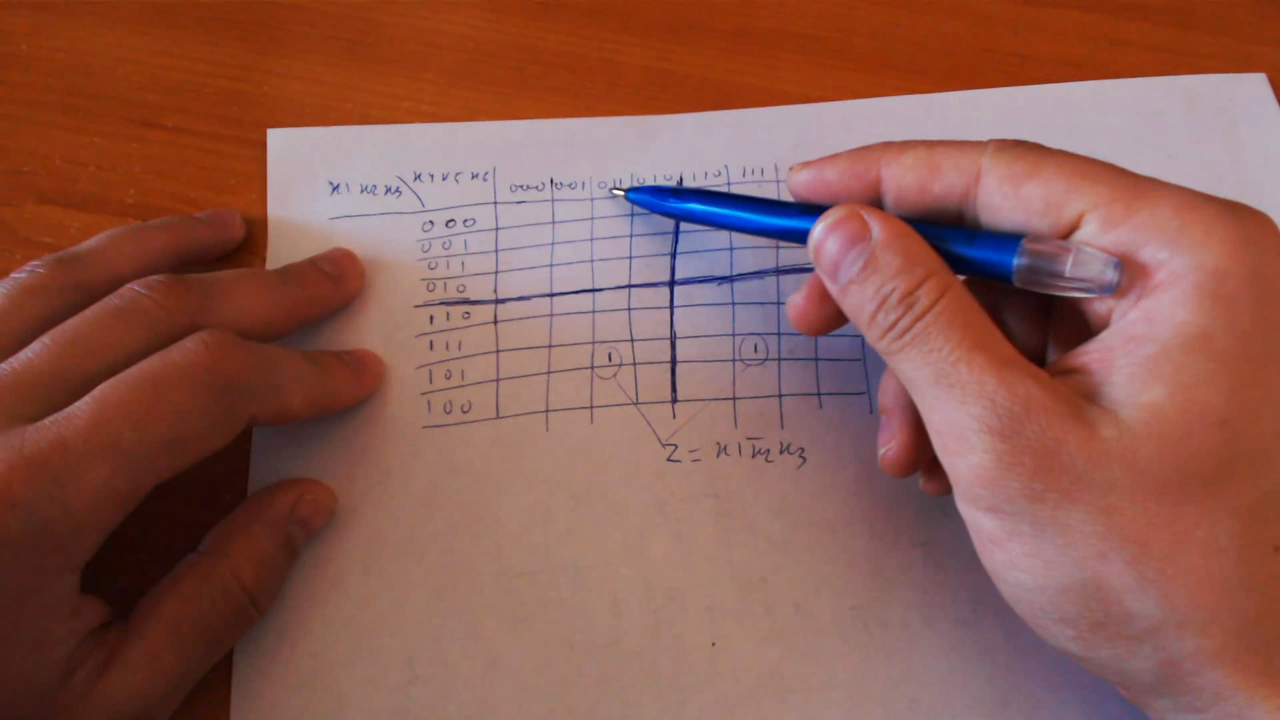 x1 x2 x3 \ x4 x5 x6 000 001 011 010 110 111
000
001
011
010
110
111
101 1 1
100
Z = x1 x̅2 x3